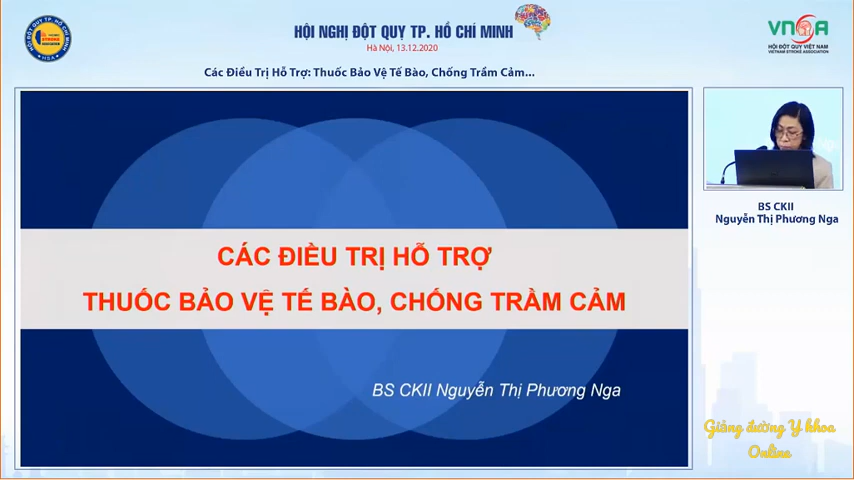 HỘI NGHỊ ĐỘT QUỴ TP. HỒ CHÍ MINH
Hà Nội, 13.12.2020
Các Điều Trị Hỗ Trợ: Thuốc Bảo Vệ Tế Bào, Chống Trầm Cảm...
VNSA
HỘI ĐỘT QUỴ VIỆT NAM
VIETNAM STROKE ASSOCIATION
CÁC ĐIỀU TRỊ HỖ TRỢ
THUỐC BẢO VỆ TẾ BÀO, CHỐNG TRẦM CẢM
BS CKII Nguyễn Thị Phương Nga
BS CKII
Nguyễn Thị Phương Nga
Giảng đường Y khoa
Online